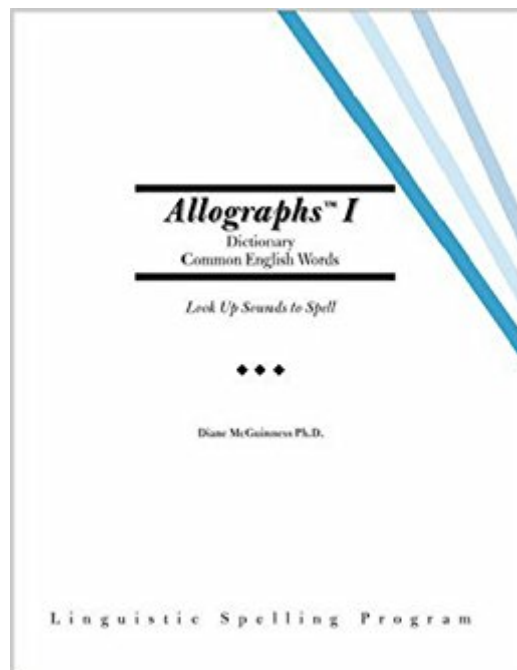 Allographs™ I
Dictionary
Common English Words
Look Up Sounds to Spell
Diane McGuinness Ph.D.
Linguistic Spelling Program